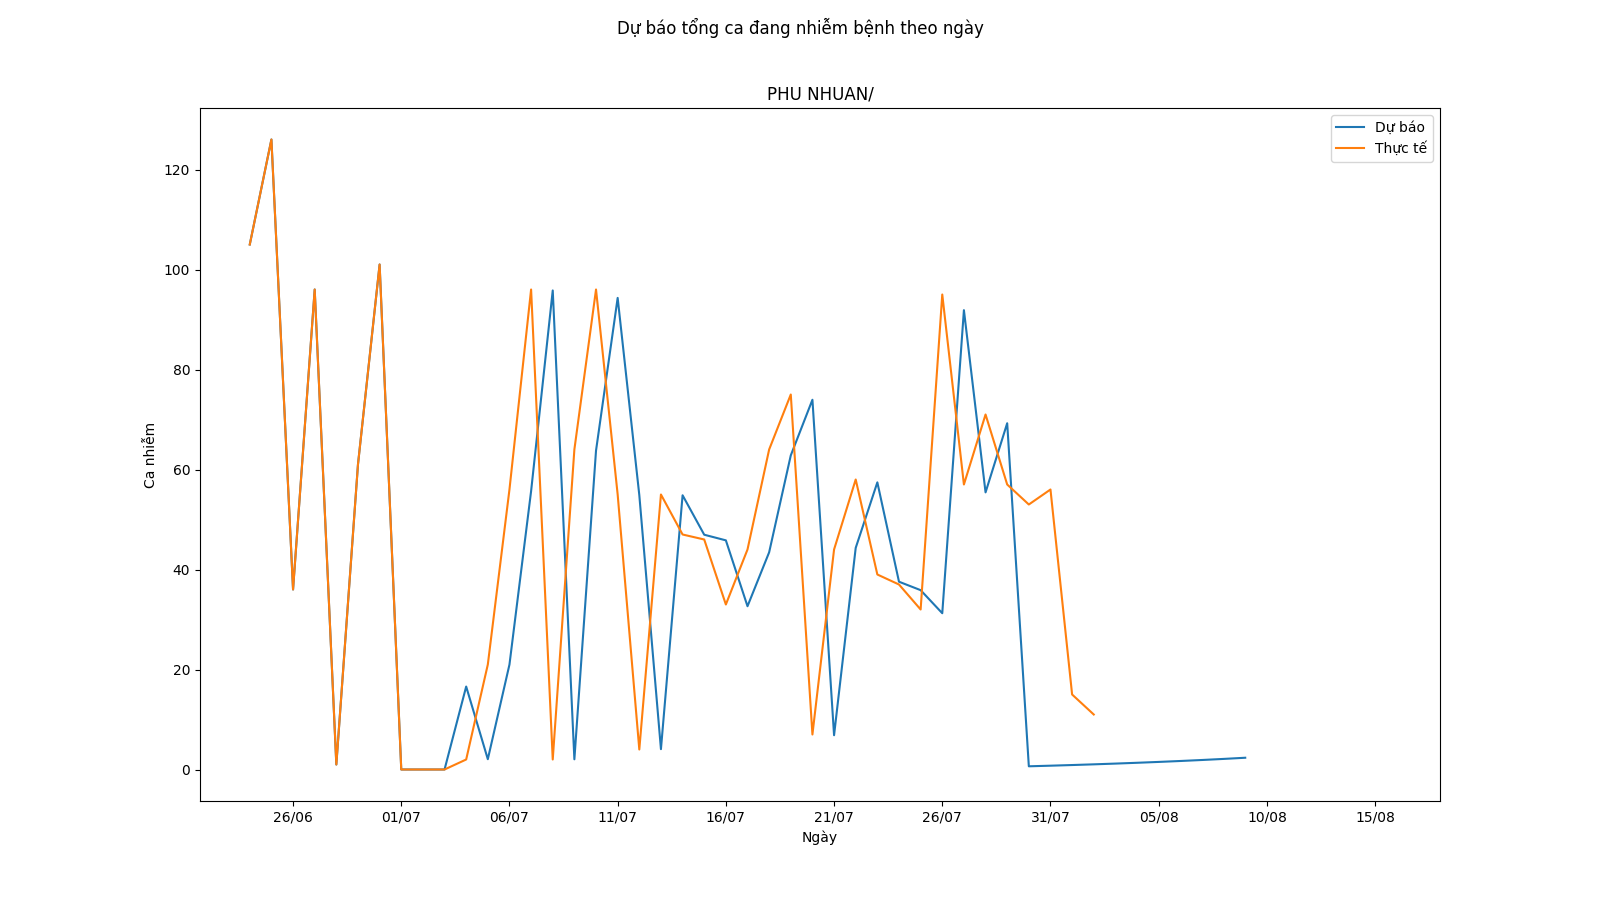 Dự báo tổng ca đang nhiễm bệnh theo ngày
PHU NHUAN/
Dự báo
Thực tế
120
100
80
60
40
20
0
Ca nhiễm
26/06 01/07 06/07 11/07 16/07 21/07 26/07 31/07 05/08 10/08 15/08
Ngày